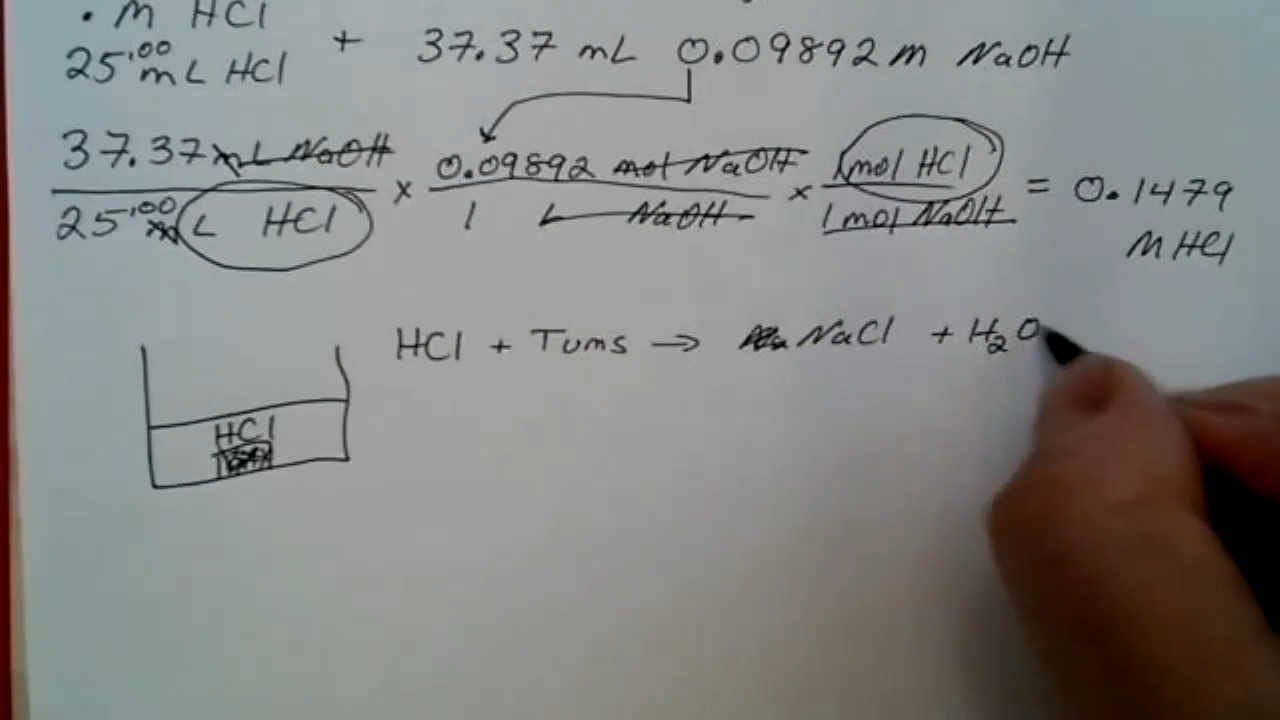 . M HCl
25.00 mL HCl + 37.37 mL 0.09892 M NaOH
37.37 mL NaOH × 0.09892 mol NaOH × 1 mol HCl = 0.1479
25.00 mL HCl 1 L NaOH 1 mol NaOH M HCl
HCl + Tums → NaCl + H₂O
HCl